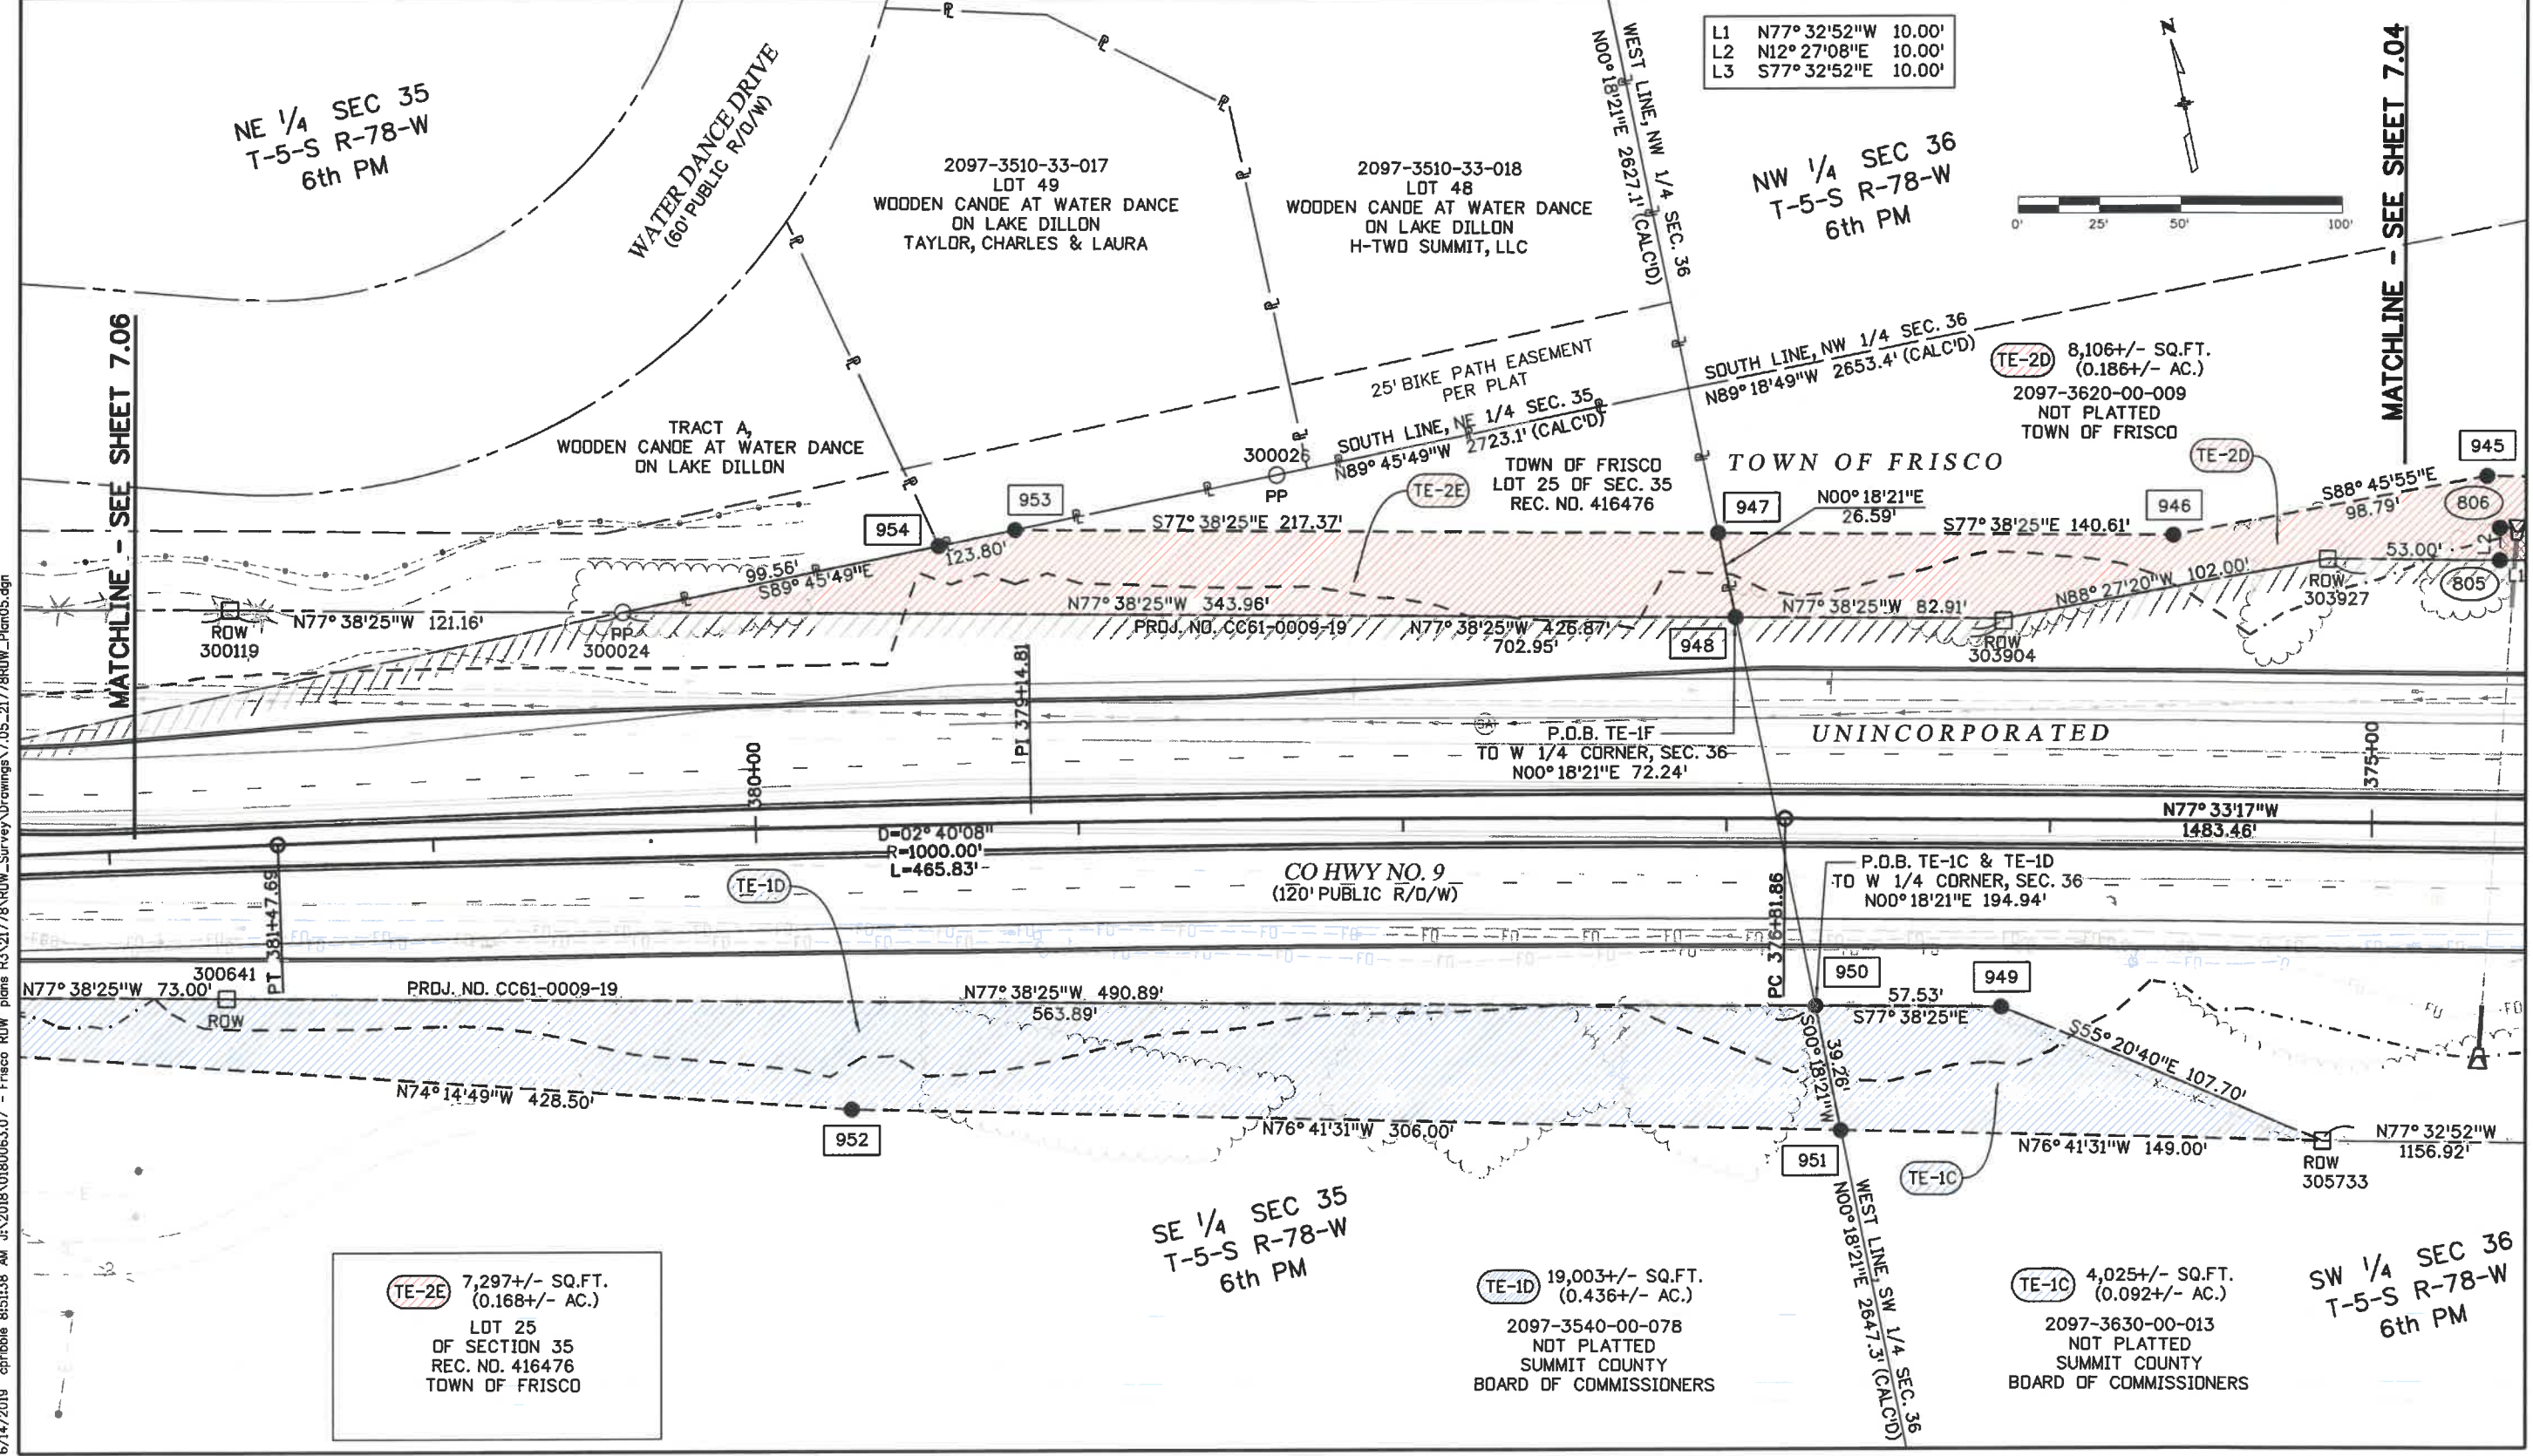 L1 N77°32'52"W 10.00'
L2 N12°27'08"E 10.00'
L3 S77°32'52"E 10.00'
N
0' 25' 50' 100'
MATCHLINE - SEE SHEET 7.04
MATCHLINE - SEE SHEET 7.06
NE 1/4 SEC 35
T-5-S R-78-W
6th PM
WATER DANCE DRIVE
(60' PUBLIC R/O/W)
2097-3510-33-017
LOT 49
WOODEN CANOE AT WATER DANCE
ON LAKE DILLON
TAYLOR, CHARLES & LAURA
2097-3510-33-018
LOT 48
WOODEN CANOE AT WATER DANCE
ON LAKE DILLON
H-TWO SUMMIT, LLC
WEST LINE, NW 1/4 SEC. 36
N00°18'21"E 2627.1' (CALC'D)
NW 1/4 SEC 36
T-5-S R-78-W
6th PM
25' BIKE PATH EASEMENT
PER PLAT
SOUTH LINE, NW 1/4 SEC. 36
N89°18'49"W 2653.4' (CALC'D)
SOUTH LINE, NE 1/4 SEC. 35
N89°45'49"W 2723.1' (CALC'D)
TE-2D 8,106+/- SQ.FT.
(0.186+/- AC.)
2097-3620-00-009
NOT PLATTED
TOWN OF FRISCO
TRACT A,
WOODEN CANOE AT WATER DANCE
ON LAKE DILLON
300026
PP
TE-2E
TOWN OF FRISCO
LOT 25 OF SEC. 35
REC. NO. 416476
TOWN OF FRISCO
TE-2D
945
953
954
947
946
N00°18'21"E
26.59'
S77°38'25"E 217.37'
S77°38'25"E 140.61'
S88°45'55"E
98.79'
806
805
L2
L1
53.00'
123.80'
99.56'
S89°45'49"E
ROW
300119
N77°38'25"W 121.16'
PP
300024
N77°38'25"W 343.96'
PROJ. NO. CC61-0009-19
N77°38'25"W 426.87'
702.95'
948
N77°38'25"W 82.91'
N88°27'20"W 102.00'
ROW
303904
ROW
303927
PI 379+14.81
380+00
375+00
P.O.B. TE-1F
TO W 1/4 CORNER, SEC. 36
N00°18'21"E 72.24'
UNINCORPORATED
D=02°40'08"
R=1000.00'
L=465.83'
N77°33'17"W
1483.46'
CO HWY NO. 9
(120' PUBLIC R/O/W)
TE-1D
P.O.B. TE-1C & TE-1D
TO W 1/4 CORNER, SEC. 36
N00°18'21"E 194.94'
PT 381+47.69
PC 376+81.86
300641
ROW
N77°38'25"W 73.00'
PROJ. NO. CC61-0009-19
N77°38'25"W 490.89'
563.89'
950
949
57.53'
S77°38'25"E
S55°20'40"E 107.70'
39.26'
S00°18'21"W
N74°14'49"W 428.50'
952
N76°41'31"W 306.00'
951
N76°41'31"W 149.00'
TE-1C
ROW
305733
N77°32'52"W
1156.92'
WEST LINE, SW 1/4 SEC. 36
N00°18'21"E 2647.3' (CALC'D)
SE 1/4 SEC 35
T-5-S R-78-W
6th PM
SW 1/4 SEC 36
T-5-S R-78-W
6th PM
TE-2E 7,297+/- SQ.FT.
(0.168+/- AC.)
LOT 25
OF SECTION 35
REC. NO. 416476
TOWN OF FRISCO
TE-1D 19,003+/- SQ.FT.
(0.436+/- AC.)
2097-3540-00-078
NOT PLATTED
SUMMIT COUNTY
BOARD OF COMMISSIONERS
TE-1C 4,025+/- SQ.FT.
(0.092+/- AC.)
2097-3630-00-013
NOT PLATTED
SUMMIT COUNTY
BOARD OF COMMISSIONERS